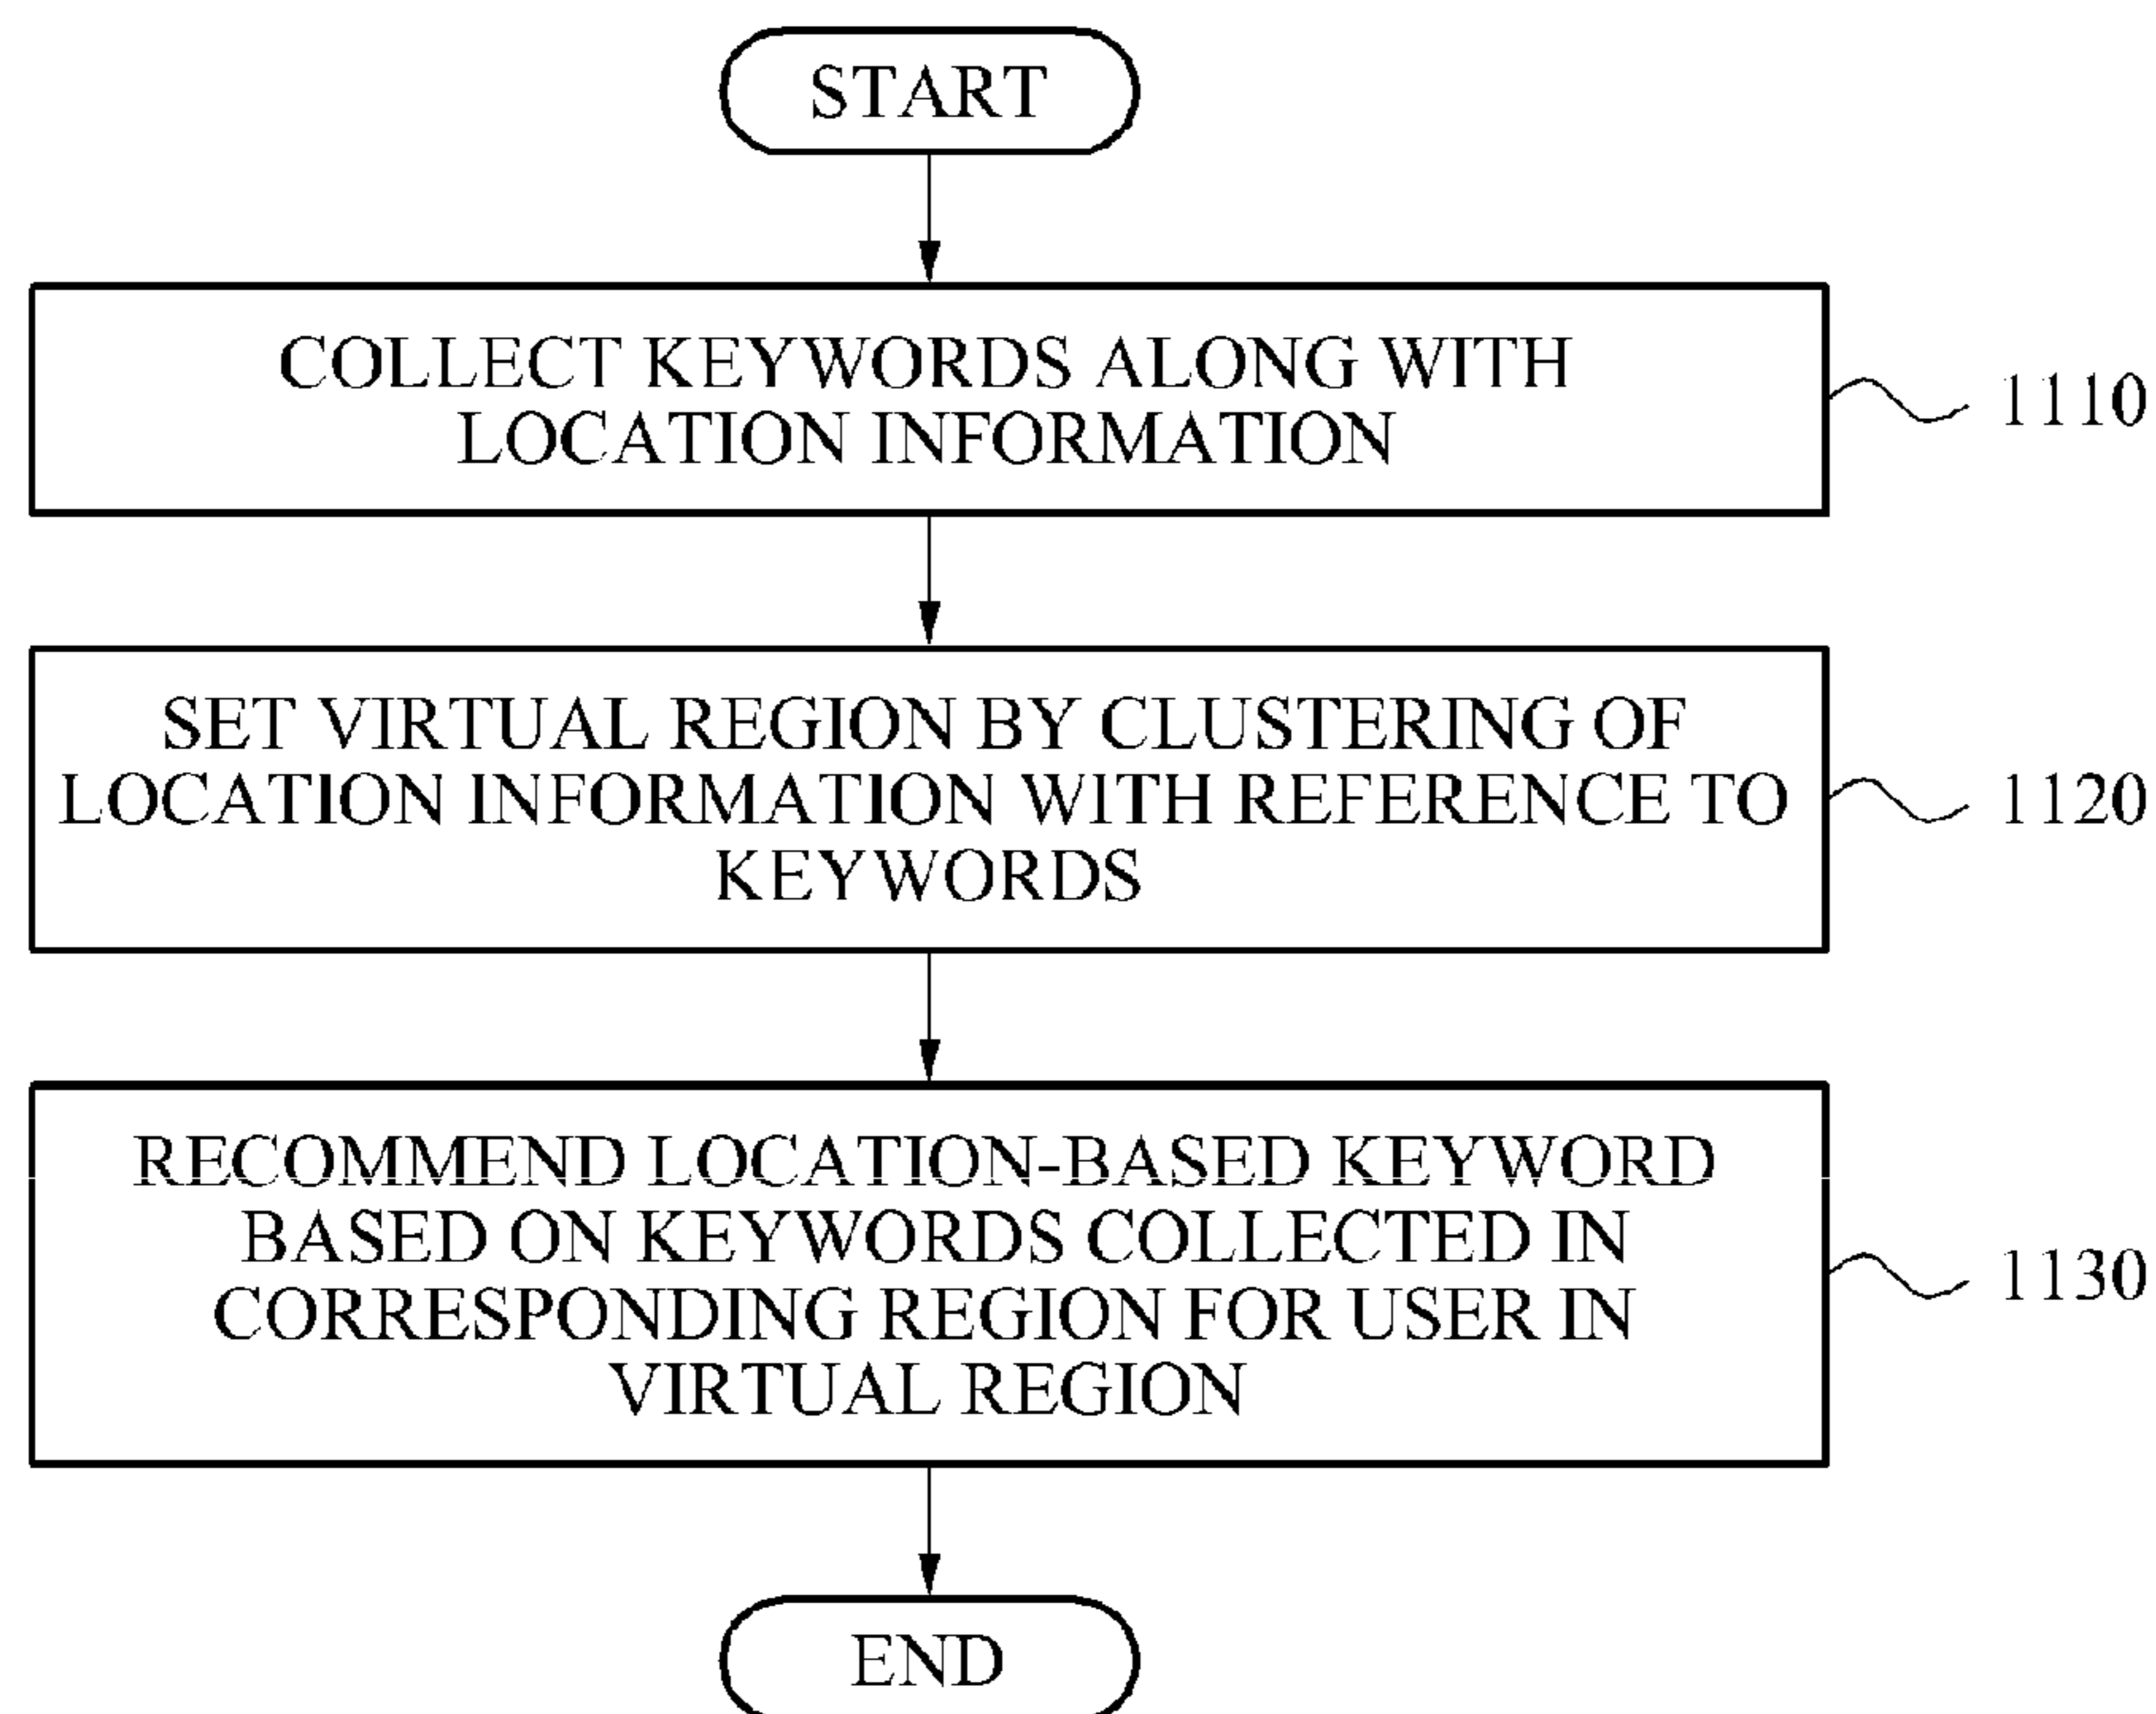 START
COLLECT KEYWORDS ALONG WITH
LOCATION INFORMATION
1110
SET VIRTUAL REGION BY CLUSTERING OF
LOCATION INFORMATION WITH REFERENCE TO
KEYWORDS
1120
RECOMMEND LOCATION-BASED KEYWORD
BASED ON KEYWORDS COLLECTED IN
CORRESPONDING REGION FOR USER IN
VIRTUAL REGION
1130
END